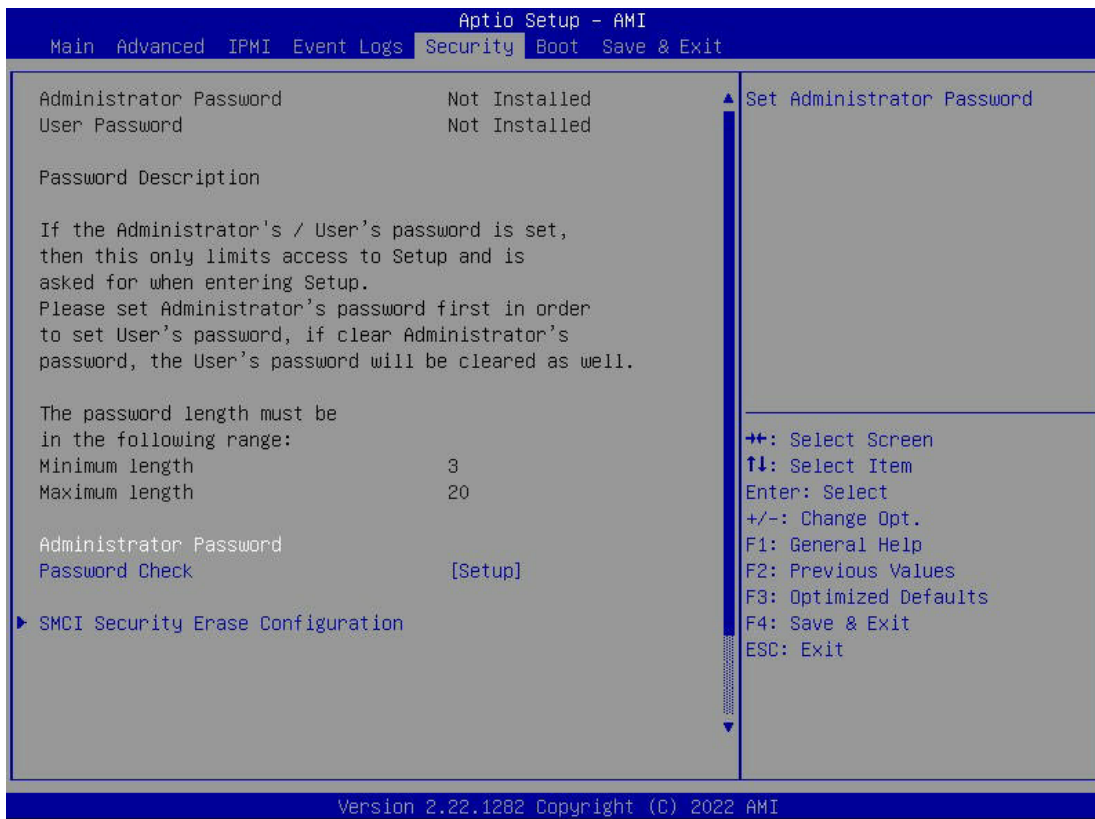 Aptio Setup – AMI
Main Advanced IPMI Event Logs Security Boot Save & Exit
Administrator Password Not Installed
User Password Not Installed
Password Description
If the Administrator's / User's password is set,
then this only limits access to Setup and is
asked for when entering Setup.
Please set Administrator's password first in order
to set User's password, if clear Administrator's
password, the User's password will be cleared as well.
The password length must be
in the following range:
Minimum length 3
Maximum length 20
Administrator Password
Password Check [Setup]
SMCI Security Erase Configuration
Set Administrator Password
→←: Select Screen
↑↓: Select Item
Enter: Select
+/-: Change Opt.
F1: General Help
F2: Previous Values
F3: Optimized Defaults
F4: Save & Exit
ESC: Exit
Version 2.22.1282 Copyright (C) 2022 AMI